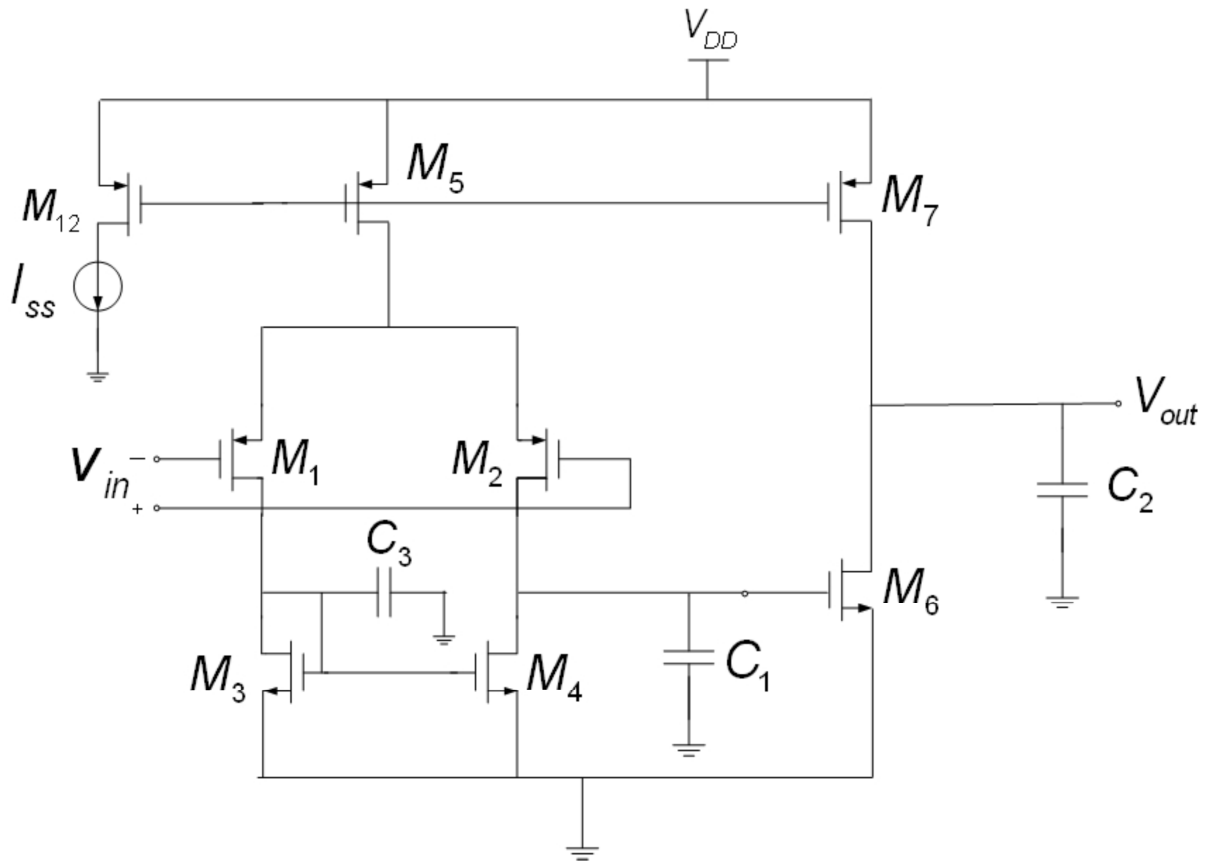 V_DD
M_12
M_5
M_7
I_ss
V_in
−
+
M_1
M_2
V_out
C_3
C_2
M_3
M_4
C_1
M_6